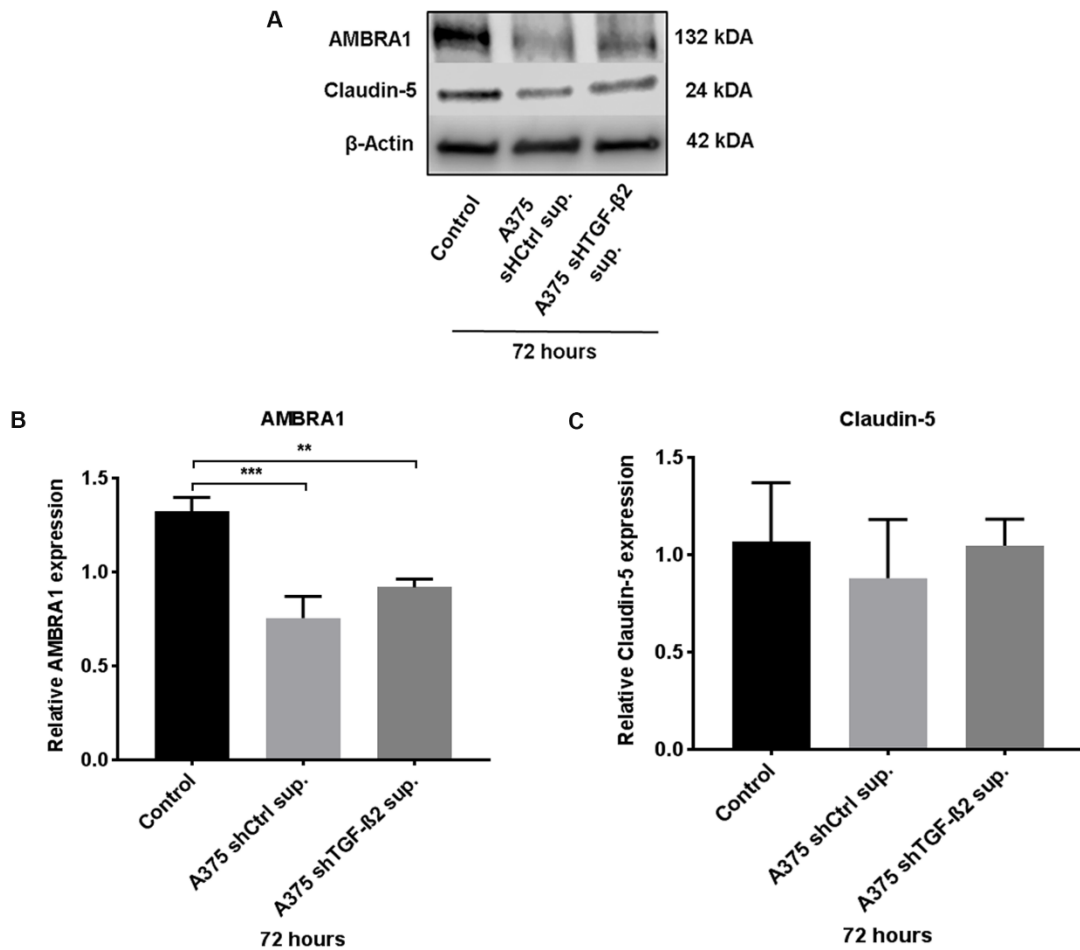 A
AMBRA1
132 kDA
Claudin-5
24 kDA
β-Actin
42 kDA
Control
A375
sHCtrl sup.
A375 sHTGF-β2
sup.
72 hours
B
AMBRA1
**
***
Relative AMBRA1 expression
1.5
1.0
0.5
0.0
Control
A375 shCtrl sup.
A375 shTGF-ß2 sup.
72 hours
C
Claudin-5
Relative Claudin-5 expression
1.5
1.0
0.5
0.0
Control
A375 shCtrl sup.
A375 shTGF-ß2 sup.
72 hours